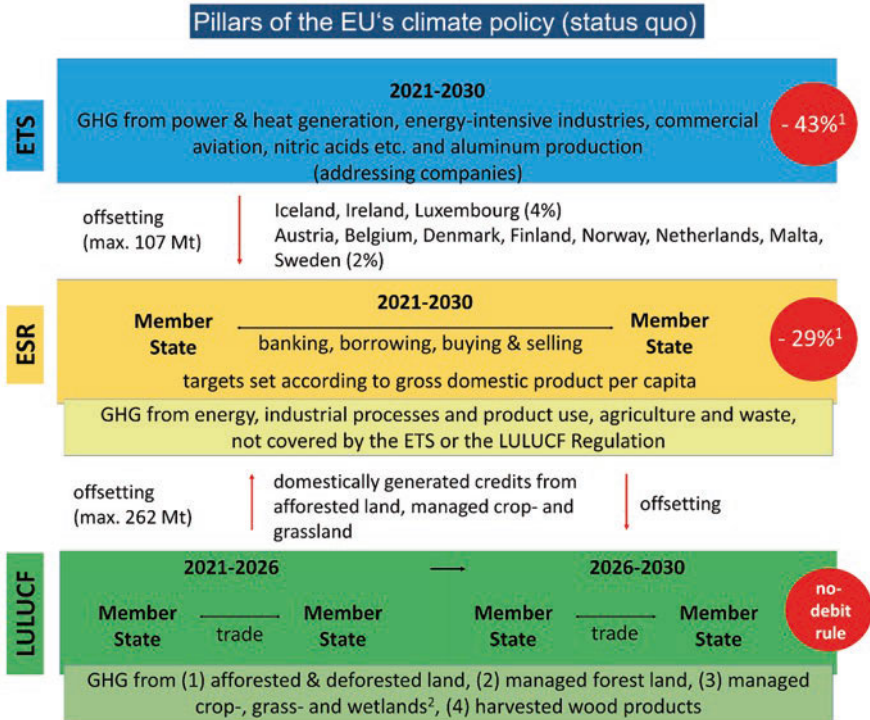 Pillars of the EU‘s climate policy (status quo)
ETS
2021-2030
GHG from power & heat generation, energy-intensive industries, commercial
aviation, nitric acids etc. and aluminum production
(addressing companies)
- 43%¹
offsetting
(max. 107 Mt)
Iceland, Ireland, Luxembourg (4%)
Austria, Belgium, Denmark, Finland, Norway, Netherlands, Malta,
Sweden (2%)
ESR
2021-2030
Member
State
banking, borrowing, buying & selling
Member
State
targets set according to gross domestic product per capita
- 29%¹
GHG from energy, industrial processes and product use, agriculture and waste,
not covered by the ETS or the LULUCF Regulation
offsetting
(max. 262 Mt)
domestically generated credits from
afforested land, managed crop- and
grassland
offsetting
LULUCF
2021-2026
2026-2030
Member
State
trade
Member
State
Member
State
trade
Member
State
no-
debit
rule
GHG from (1) afforested & deforested land, (2) managed forest land, (3) managed
crop-, grass- and wetlands², (4) harvested wood products